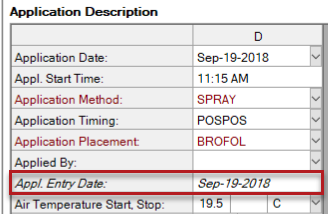 Application Description
D
Application Date: Sep-19-2018
Appl. Start Time: 11:15 AM
Application Method: SPRAY
Application Timing: POSPOS
Application Placement: BROFOL
Applied By:
Appl. Entry Date: Sep-19-2018
Air Temperature Start, Stop: 19.5 C